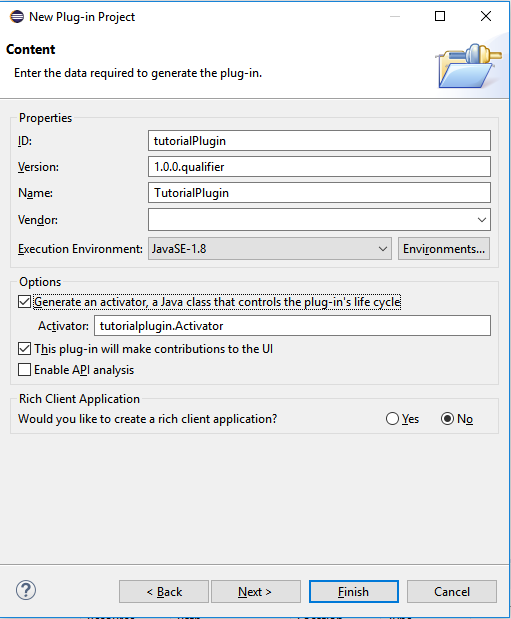 New Plug-in Project
Content
Enter the data required to generate the plug-in.
Properties
ID: tutorialPlugin
Version: 1.0.0.qualifier
Name: TutorialPlugin
Vendor:
Execution Environment: JavaSE-1.8 Environments...
Options
Generate an activator, a Java class that controls the plug-in's life cycle
Activator: tutorialplugin.Activator
This plug-in will make contributions to the UI
Enable API analysis
Rich Client Application
Would you like to create a rich client application? Yes No
? < Back Next > Finish Cancel